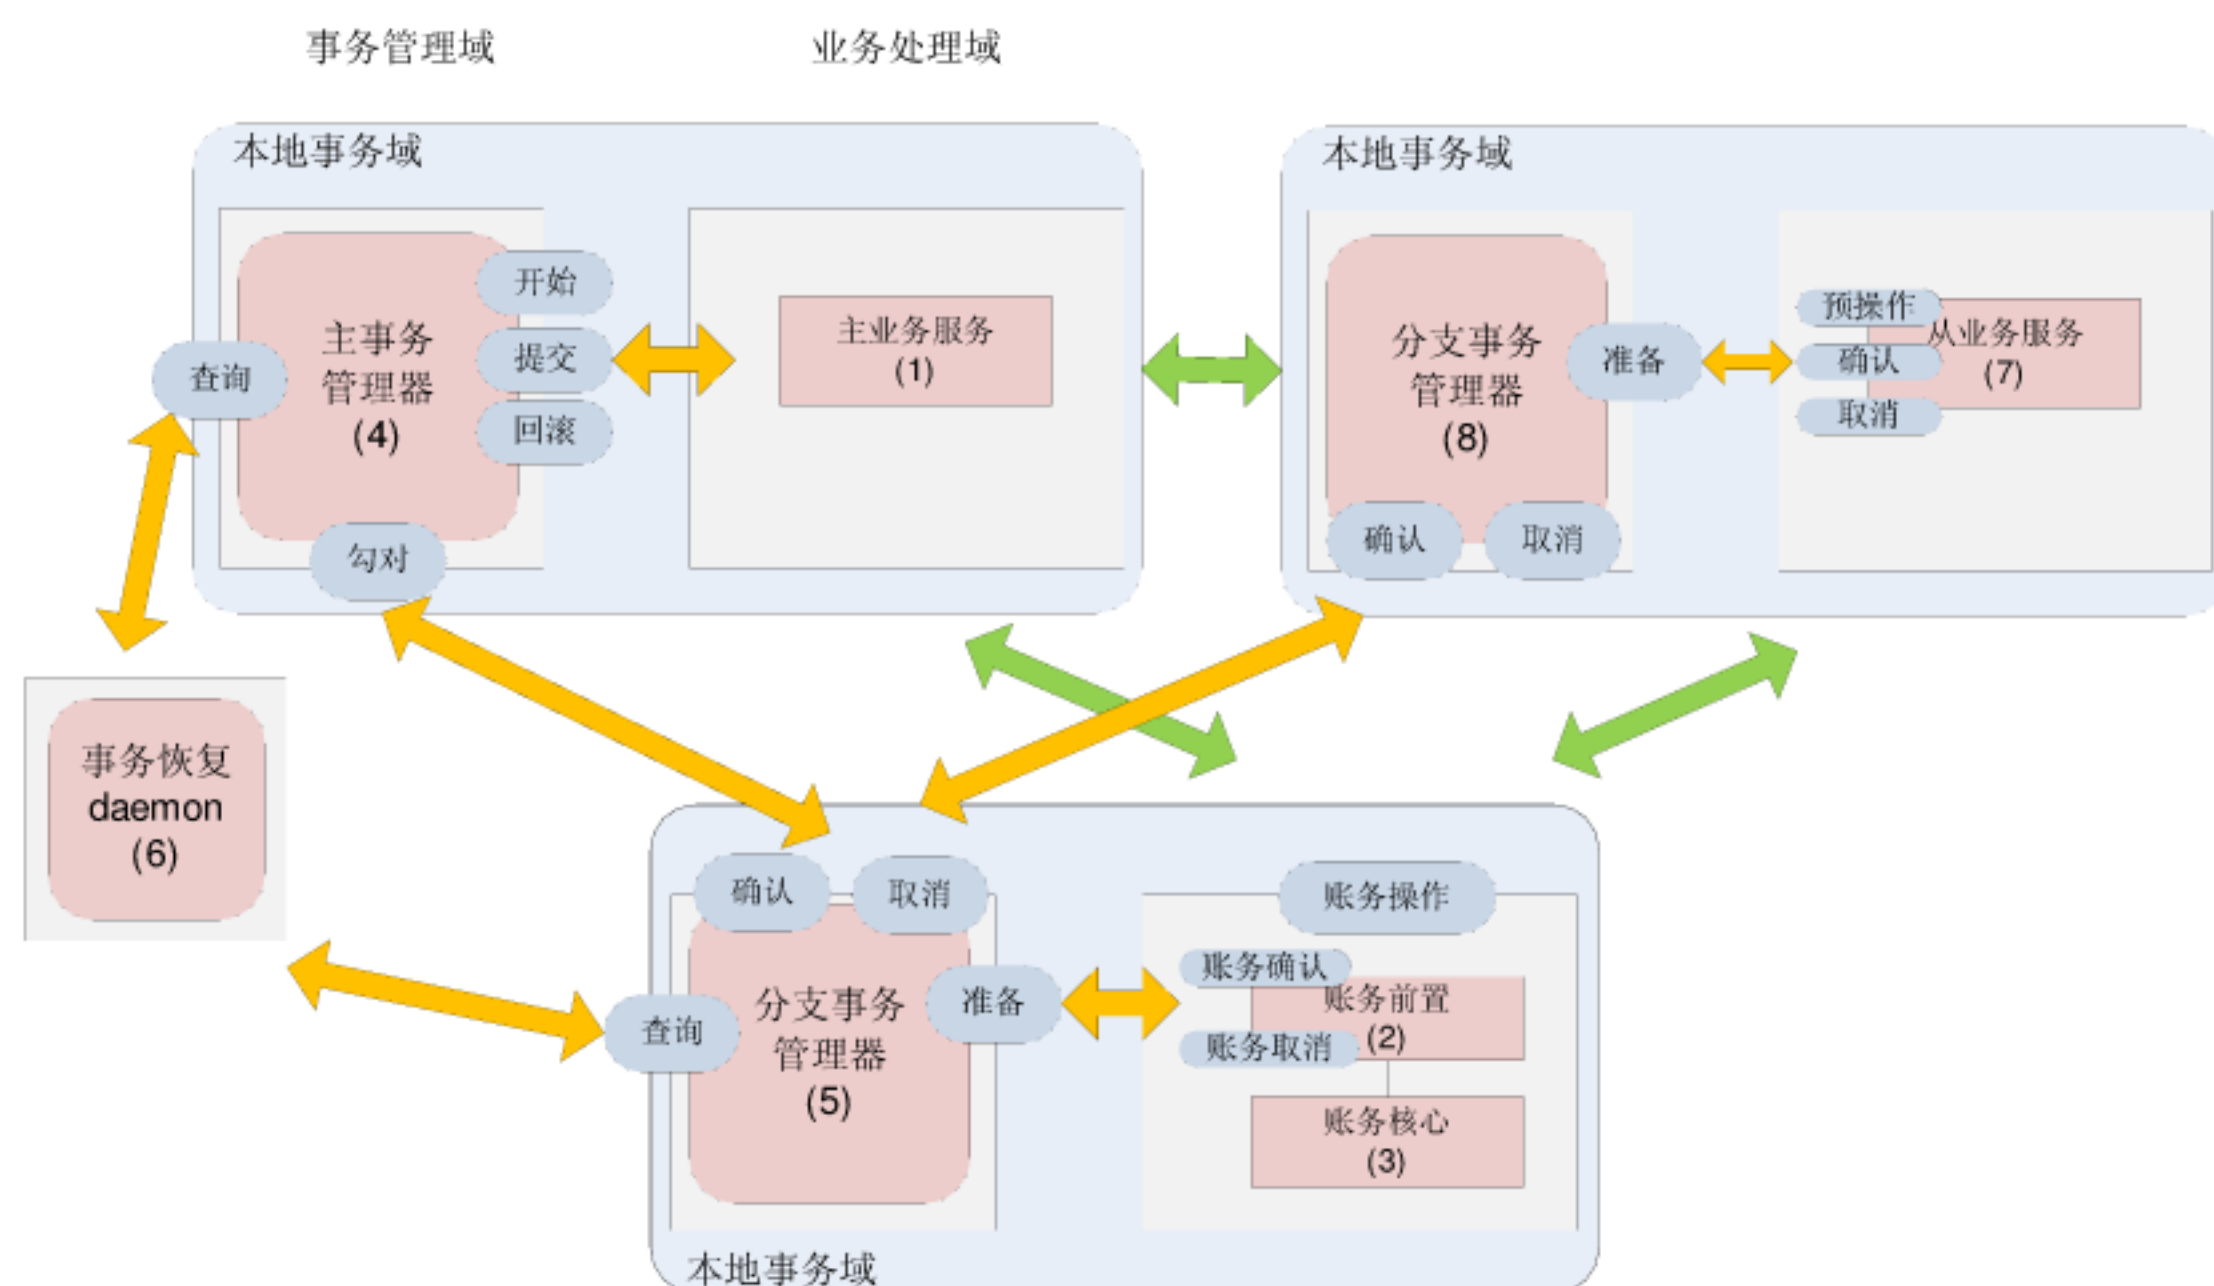 事务管理域
业务处理域
本地事务域
主事务
管理器
(4)
查询
开始
提交
回滚
勾对
主业务服务
(1)
本地事务域
分支事务
管理器
(8)
准备
确认
取消
预操作
确认
取消
从业务服务
(7)
事务恢复
daemon
(6)
确认
取消
查询
分支事务
管理器
(5)
准备
账务操作
账务确认
账务前置
(2)
账务取消
账务核心
(3)
本地事务域